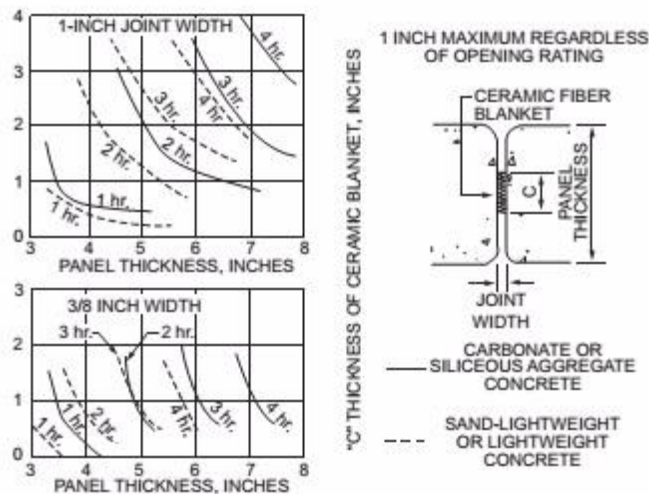 1-INCH JOINT WIDTH
4
3
2
1
0
1 hr.
1 hr.
2 hr.
2 hr.
3 hr.
4 hr.
3 hr.
4 hr.
3 4 5 6 7 8
PANEL THICKNESS, INCHES
3/8 INCH WIDTH
3 hr.
2 hr.
3
2
1
0
1 hr.
1 hr.
2 hr.
4 hr.
3 hr.
4 hr.
3 4 5 6 7 8
PANEL THICKNESS, INCHES
"C" THICKNESS OF CERAMIC BLANKET, INCHES
1 INCH MAXIMUM REGARDLESS
OF OPENING RATING
CERAMIC FIBER
BLANKET
C
PANEL
THICKNESS
JOINT
WIDTH
CARBONATE OR
SILICEOUS AGGREGATE
CONCRETE
SAND-LIGHTWEIGHT
OR LIGHTWEIGHT
CONCRETE